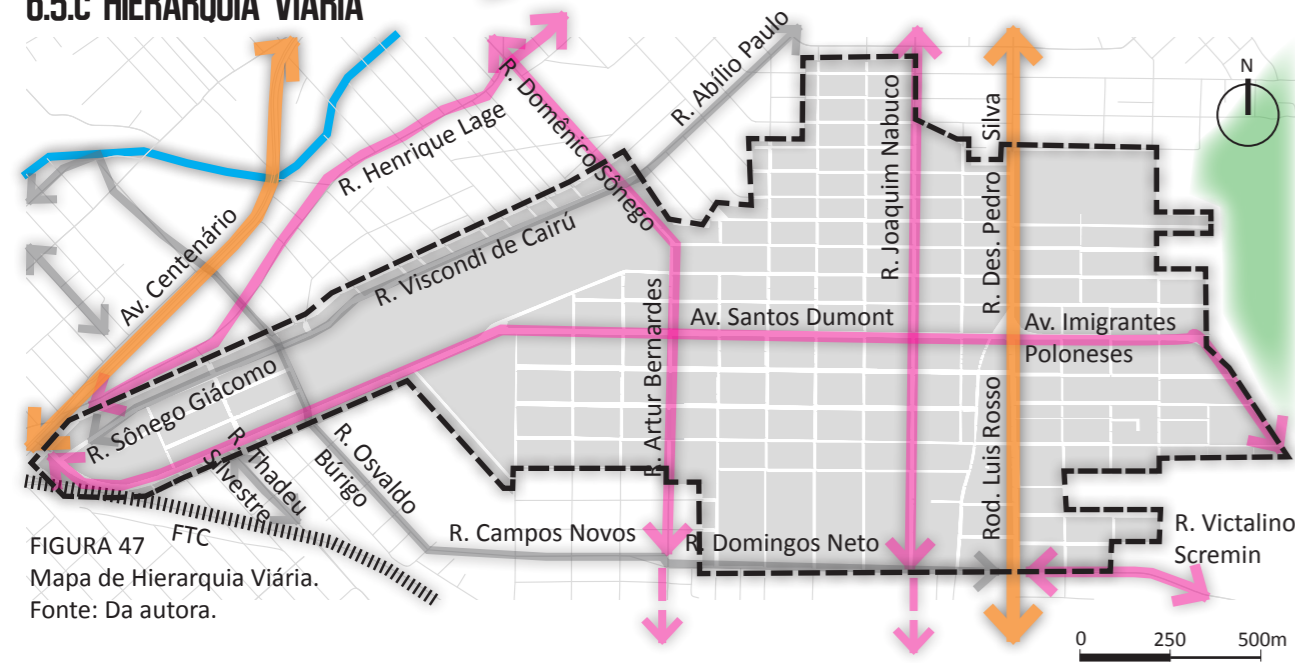 6.5.C HIERARQUIA VIÁRIA
R. Abílio Paulo
R. Domênico Sônego
R. Henrique Lage
R. Joaquim Nabuco
R. Des. Pedro Silva
N
Av. Centenário
R. Viscondi de Cairú
R. Artur Bernardes
Av. Santos Dumont
Av. Imigrantes
Poloneses
R. Sônego Giácomo
R. Thadeu
Silvestre
R. Osvaldo
Búrigo
Rod. Luis Rosso
R. Campos Novos
R. Domingos Neto
R. Victalino
Scremin
FTC
FIGURA 47
Mapa de Hierarquia Viária.
Fonte: Da autora.
0 250 500m